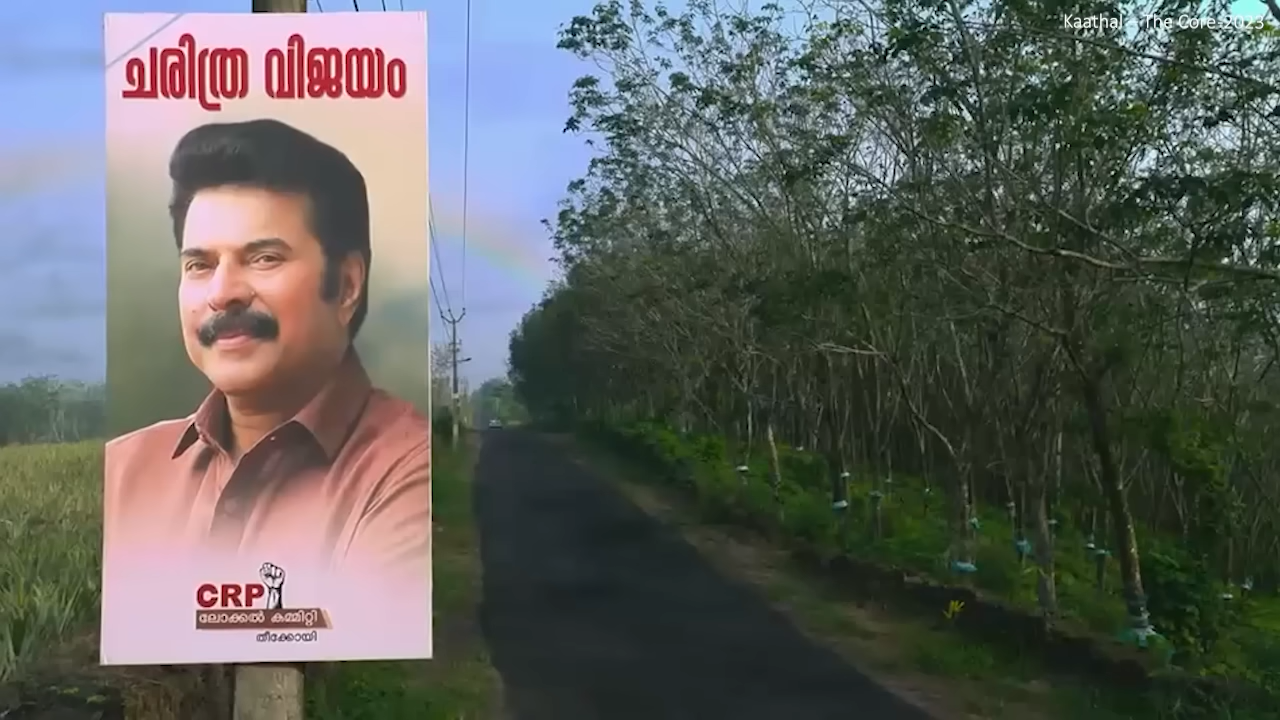 Kaathal – The Core-2023
ചരിത്ര വിജയം
CRP
ലോക്കൽ കമ്മിറ്റി
തീക്കോയി